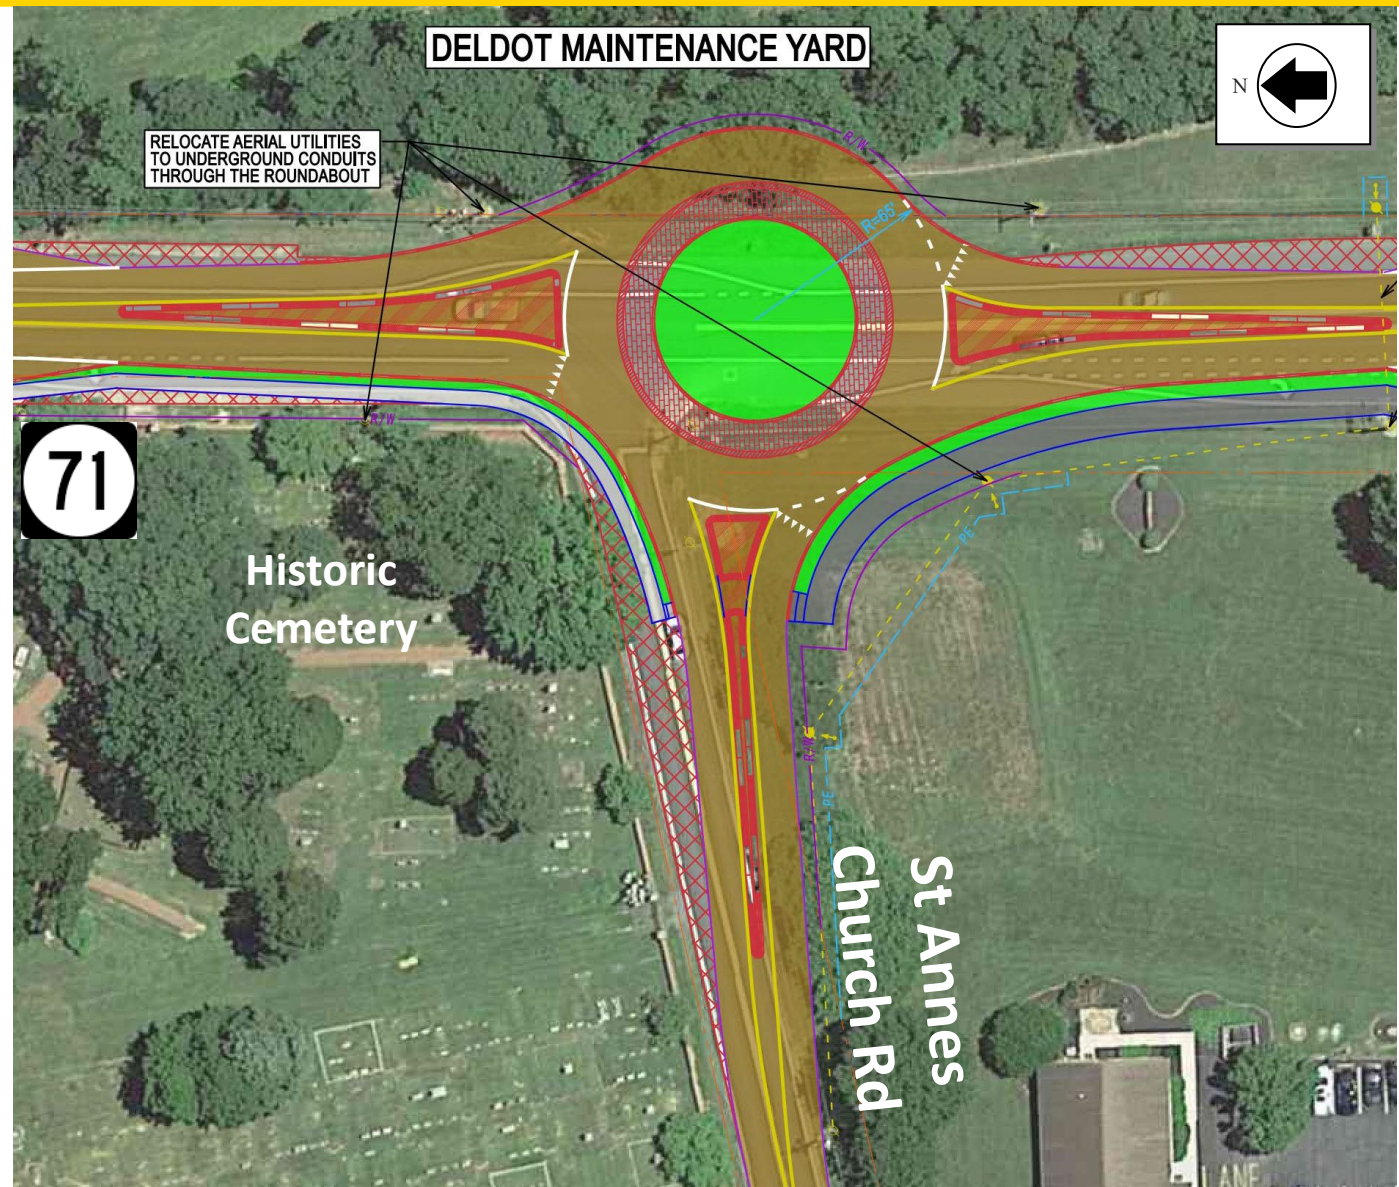 DELDOT MAINTENANCE YARD
N
RELOCATE AERIAL UTILITIES
TO UNDERGROUND CONDUITS
THROUGH THE ROUNDABOUT
R/W
R=65'
R/W
71
Historic
Cemetery
PE
R/W
PE
St Annes
Church Rd
LANE